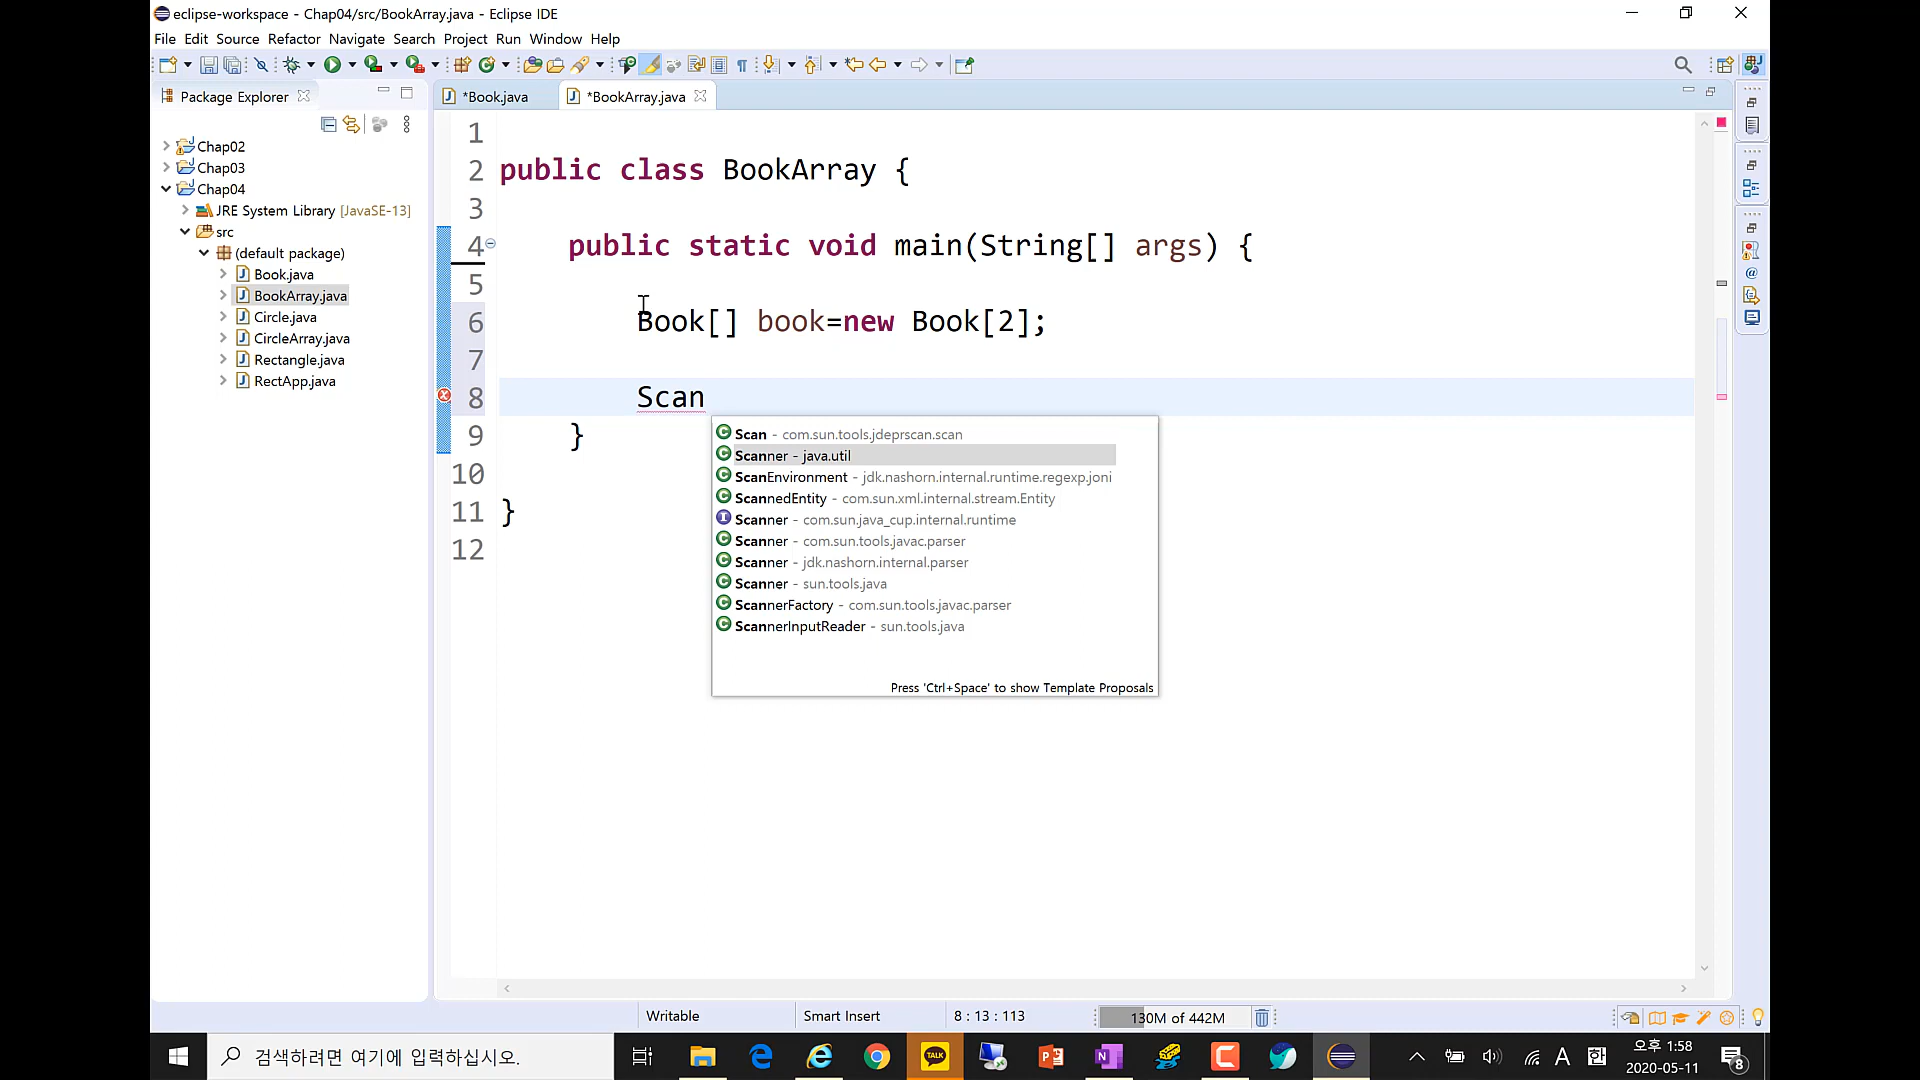 eclipse-workspace - Chap04/src/BookArray.java - Eclipse IDE
File Edit Source Refactor Navigate Search Project Run Window Help
Package Explorer
*Book.java
*BookArray.java
Chap02
Chap03
Chap04
JRE System Library [JavaSE-13]
src
(default package)
Book.java
BookArray.java
Circle.java
CircleArray.java
Rectangle.java
RectApp.java
1
2 public class BookArray {
3
4 public static void main(String[] args) {
5
6 Book[] book=new Book[2];
7
8 Scan
9 }
10
11 }
12
Scan - com.sun.tools.jdeprscan.scan
Scanner - java.util
ScanEnvironment - jdk.nashorn.internal.runtime.regexp.joni
ScannedEntity - com.sun.xml.internal.stream.Entity
Scanner - com.sun.java_cup.internal.runtime
Scanner - com.sun.tools.javac.parser
Scanner - jdk.nashorn.internal.parser
Scanner - sun.tools.java
ScannerFactory - com.sun.tools.javac.parser
ScannerInputReader - sun.tools.java
Press 'Ctrl+Space' to show Template Proposals
Writable
Smart Insert
8 : 13 : 113
130M of 442M
검색하려면 여기에 입력하십시오.
TALK
A
한
오후 1:58
2020-05-11
8